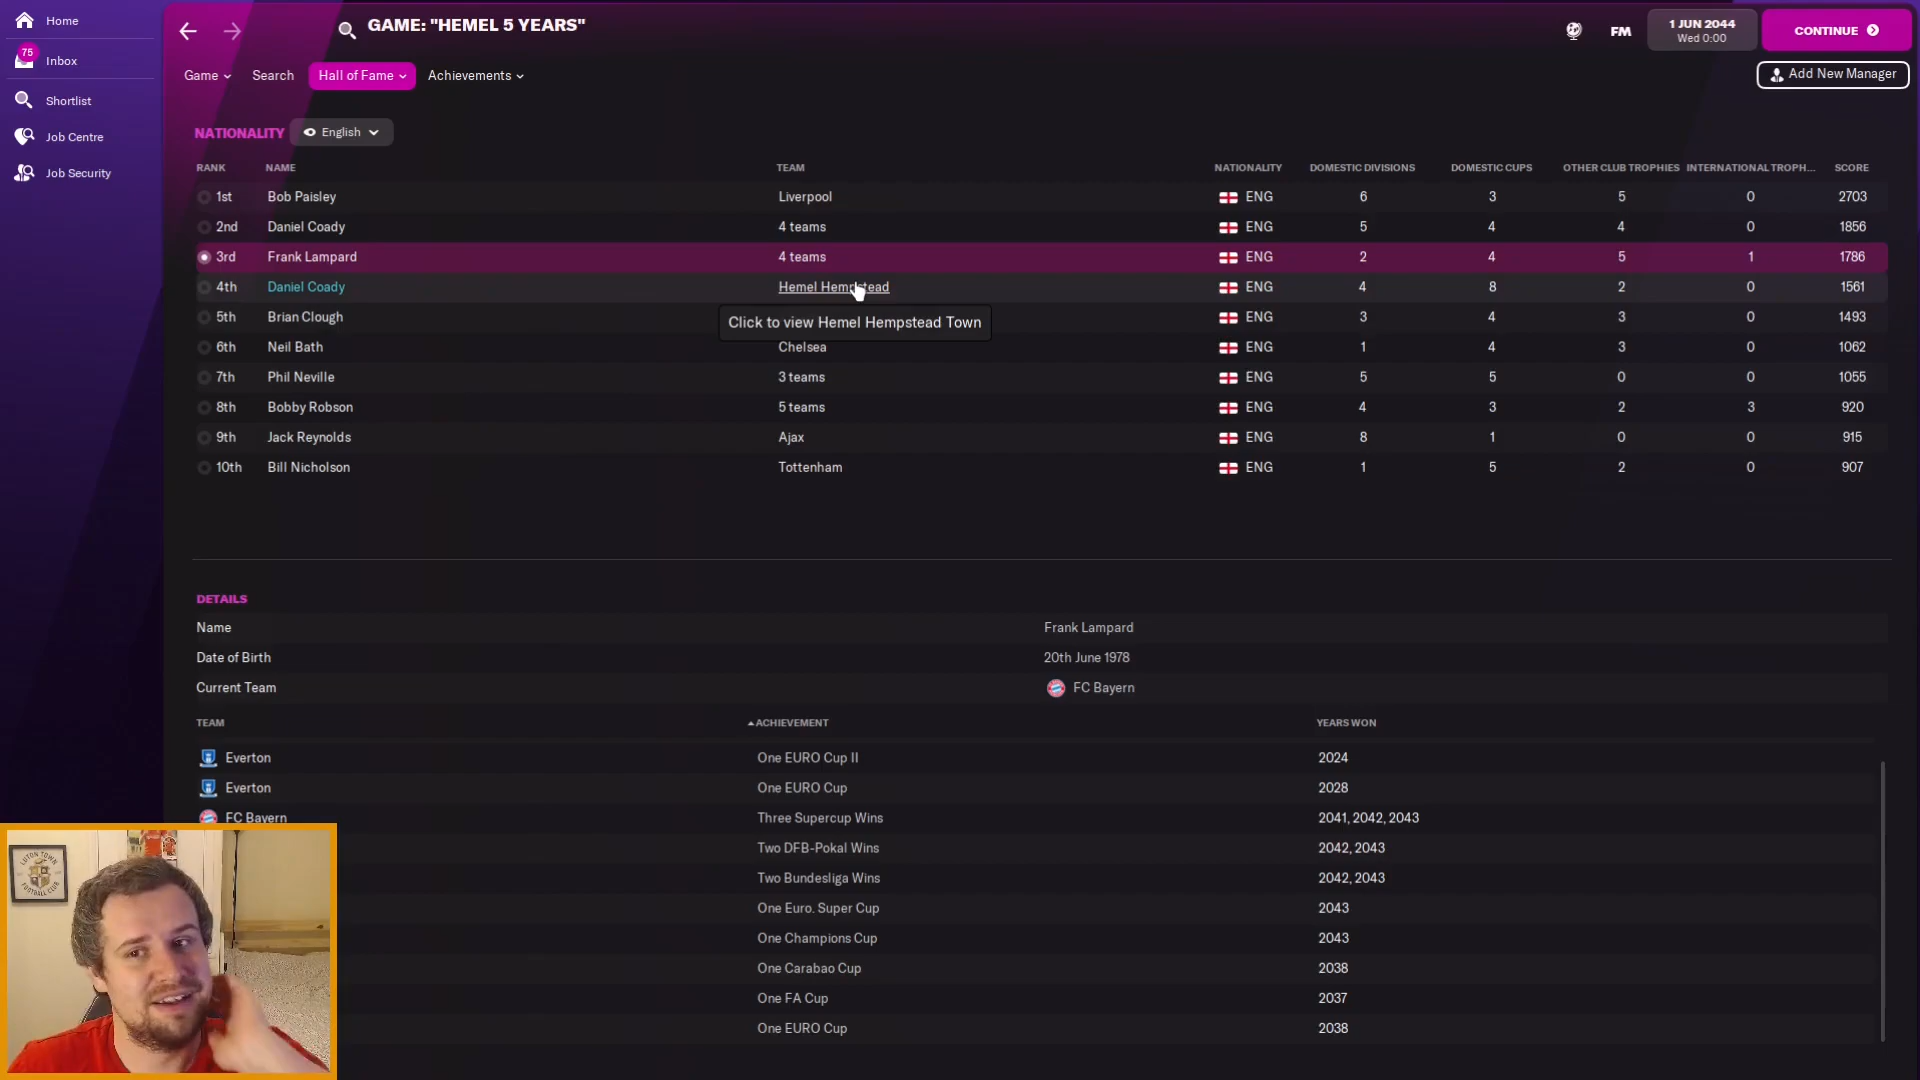 Home
75
Inbox
Shortlist
Job Centre
Job Security
GAME: "HEMEL 5 YEARS"
FM
1 JUN 2044
Wed 0:00
CONTINUE
Game Search Hall of Fame Achievements
Add New Manager
NATIONALITY English
RANK NAME TEAM NATIONALITY DOMESTIC DIVISIONS DOMESTIC CUPS OTHER CLUB TROPHIES INTERNATIONAL TROPH... SCORE
1st Bob Paisley Liverpool ENG 6 3 5 0 2703
2nd Daniel Coady 4 teams ENG 5 4 4 0 1856
3rd Frank Lampard 4 teams ENG 2 4 5 1 1786
4th Daniel Coady Hemel Hempstead ENG 4 8 2 0 1561
5th Brian Clough ENG 3 4 3 0 1493
Click to view Hemel Hempstead Town
6th Neil Bath Chelsea ENG 1 4 3 0 1062
7th Phil Neville 3 teams ENG 5 5 0 0 1055
8th Bobby Robson 5 teams ENG 4 3 2 3 920
9th Jack Reynolds Ajax ENG 8 1 0 0 915
10th Bill Nicholson Tottenham ENG 1 5 2 0 907
DETAILS
Name Frank Lampard
Date of Birth 20th June 1978
Current Team FC Bayern
TEAM ACHIEVEMENT YEARS WON
Everton One EURO Cup II 2024
Everton One EURO Cup 2028
FC Bayern Three Supercup Wins 2041, 2042, 2043
Two DFB-Pokal Wins 2042, 2043
Two Bundesliga Wins 2042, 2043
One Euro. Super Cup 2043
One Champions Cup 2043
One Carabao Cup 2038
One FA Cup 2037
One EURO Cup 2038
LUTON TOWN
FOOTBALL CLUB